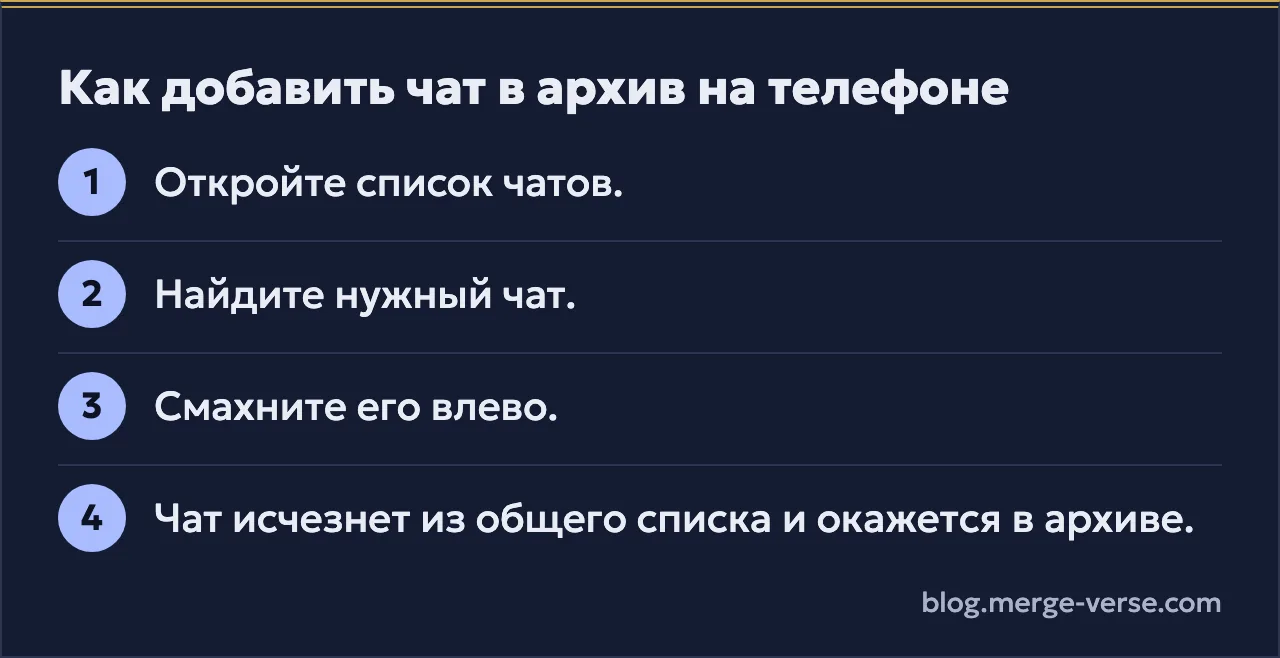 Как добавить чат в архив на телефоне
1 Откройте список чатов.
2 Найдите нужный чат.
3 Смахните его влево.
4 Чат исчезнет из общего списка и окажется в архиве.
blog.merge-verse.com